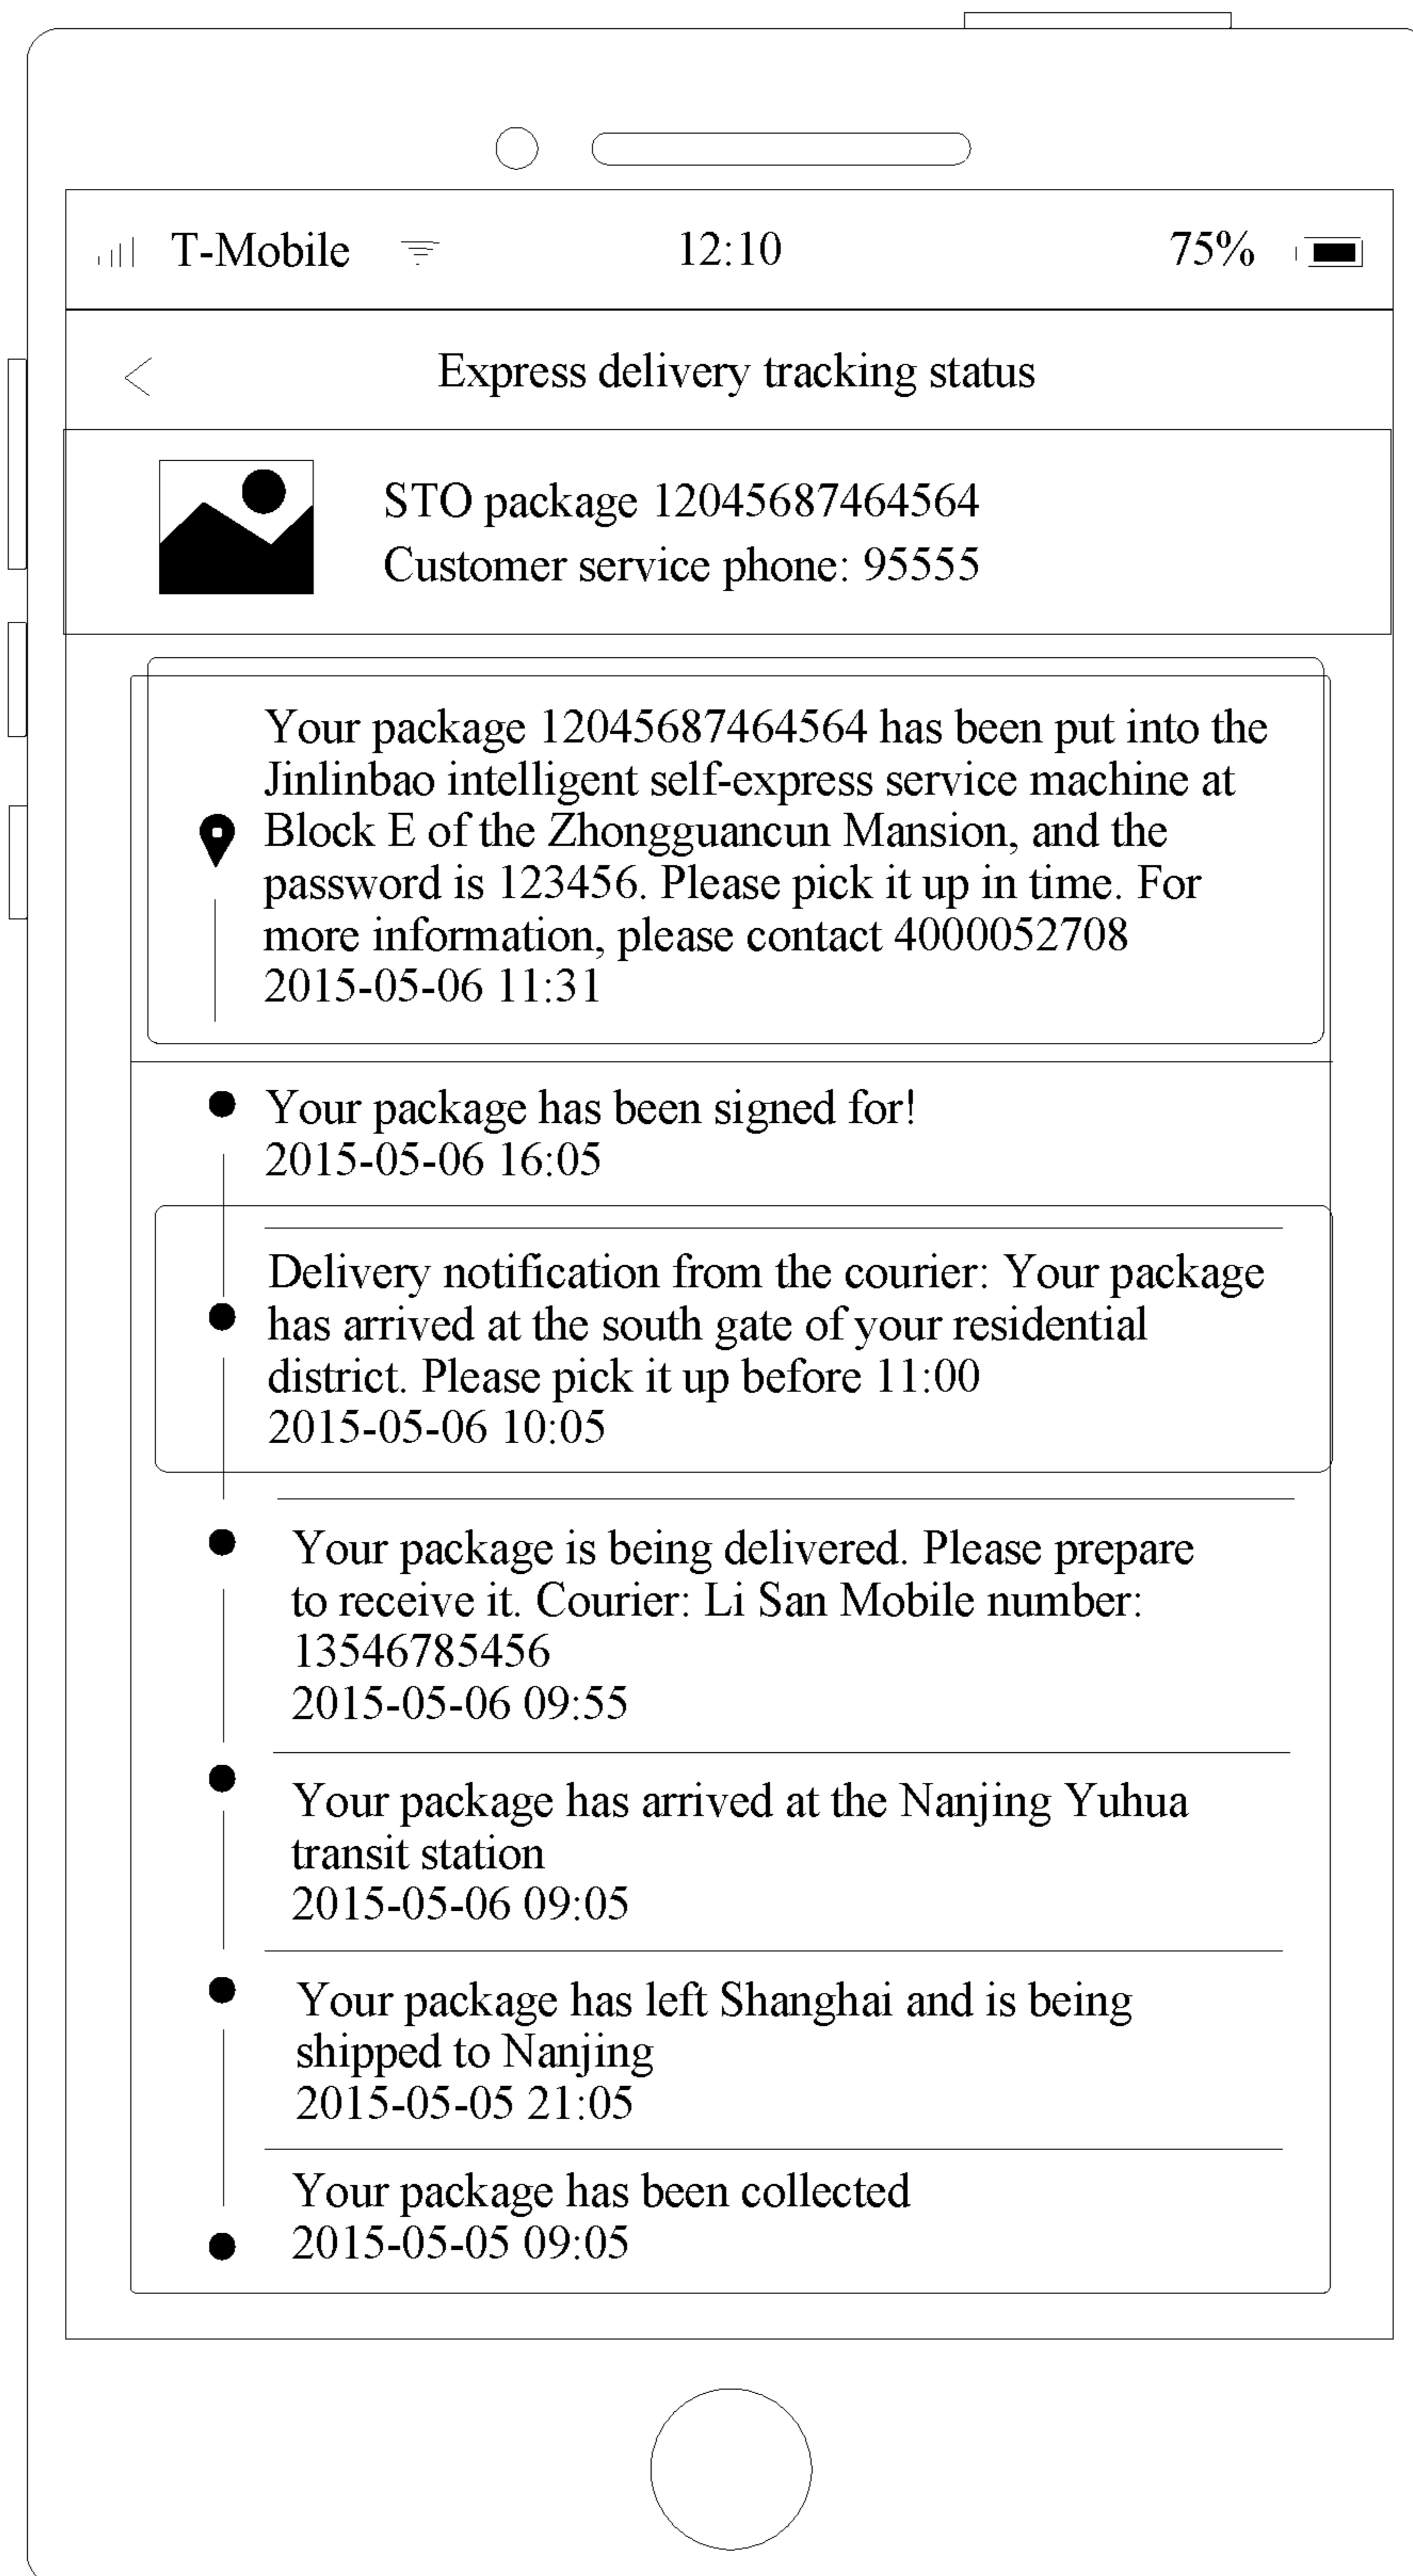 T-Mobile 12:10 75%
< Express delivery tracking status
STO package 12045687464564
Customer service phone: 95555
Your package 12045687464564 has been put into the
Jinlinbao intelligent self-express service machine at
Block E of the Zhongguancun Mansion, and the
password is 123456. Please pick it up in time. For
more information, please contact 4000052708
2015-05-06 11:31
Your package has been signed for!
2015-05-06 16:05
Delivery notification from the courier: Your package
has arrived at the south gate of your residential
district. Please pick it up before 11:00
2015-05-06 10:05
Your package is being delivered. Please prepare
to receive it. Courier: Li San Mobile number:
13546785456
2015-05-06 09:55
Your package has arrived at the Nanjing Yuhua
transit station
2015-05-06 09:05
Your package has left Shanghai and is being
shipped to Nanjing
2015-05-05 21:05
Your package has been collected
2015-05-05 09:05